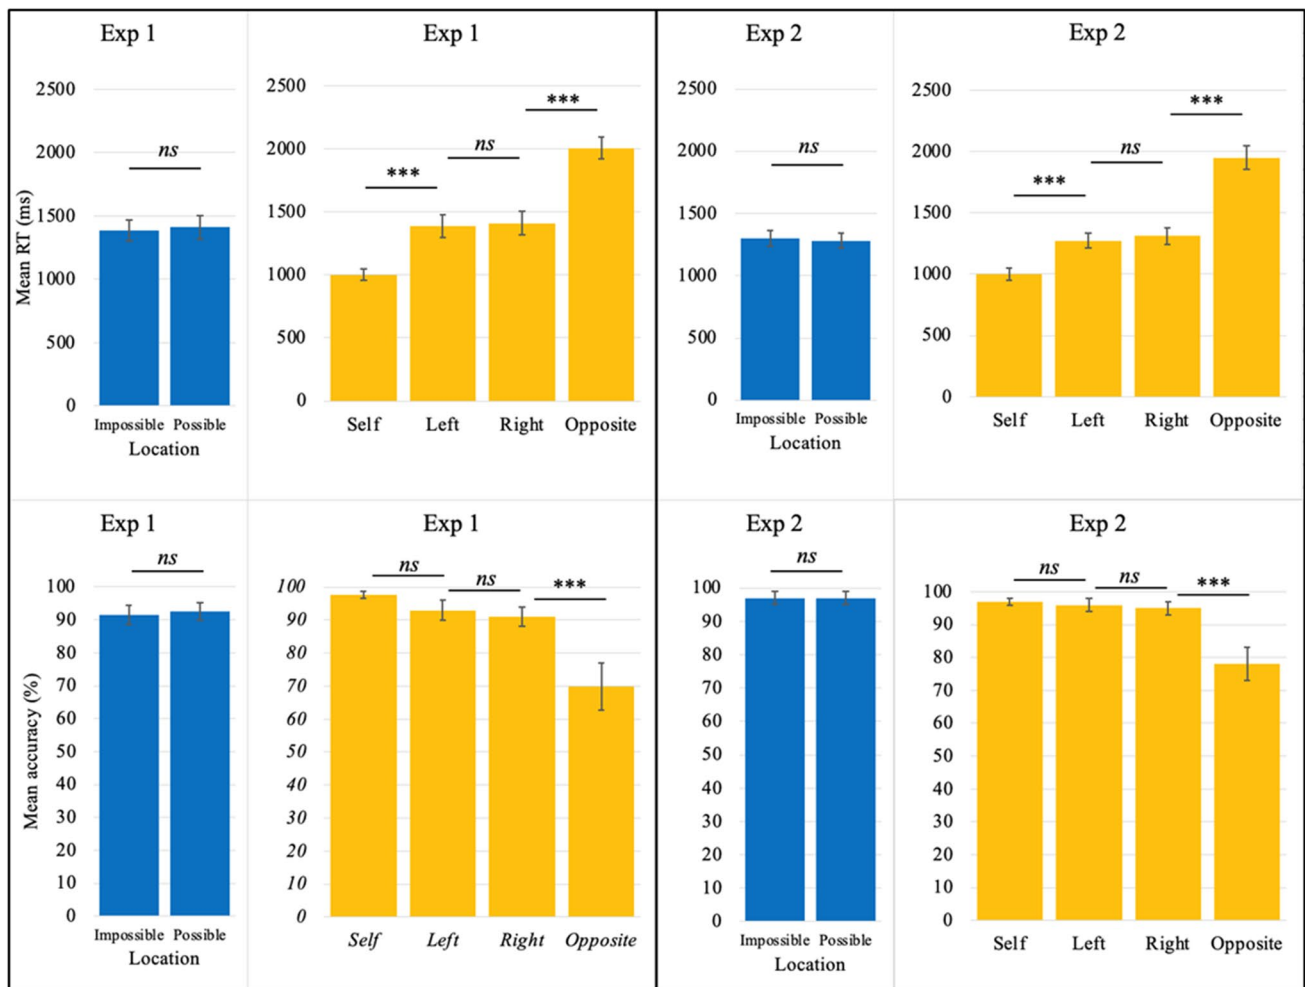 Exp 1
Mean RT (ms)
2500
2000
1500
1000
500
0
ns
Impossible Possible
Location
Exp 1
2500
2000
1500
1000
500
0
***
ns
***
Self Left Right Opposite
Exp 2
2500
2000
1500
1000
500
0
ns
Impossible Possible
Location
Exp 2
2500
2000
1500
1000
500
0
***
ns
***
Self Left Right Opposite
Exp 1
Mean accuracy (%)
100
90
80
70
60
50
40
30
20
10
0
ns
Impossible Possible
Location
Exp 1
100
90
80
70
60
50
40
30
20
10
0
ns
ns
***
Self Left Right Opposite
Exp 2
100
90
80
70
60
50
40
30
20
10
0
ns
Impossible Possible
Location
Exp 2
100
90
80
70
60
50
40
30
20
10
0
ns
ns
***
Self Left Right Opposite